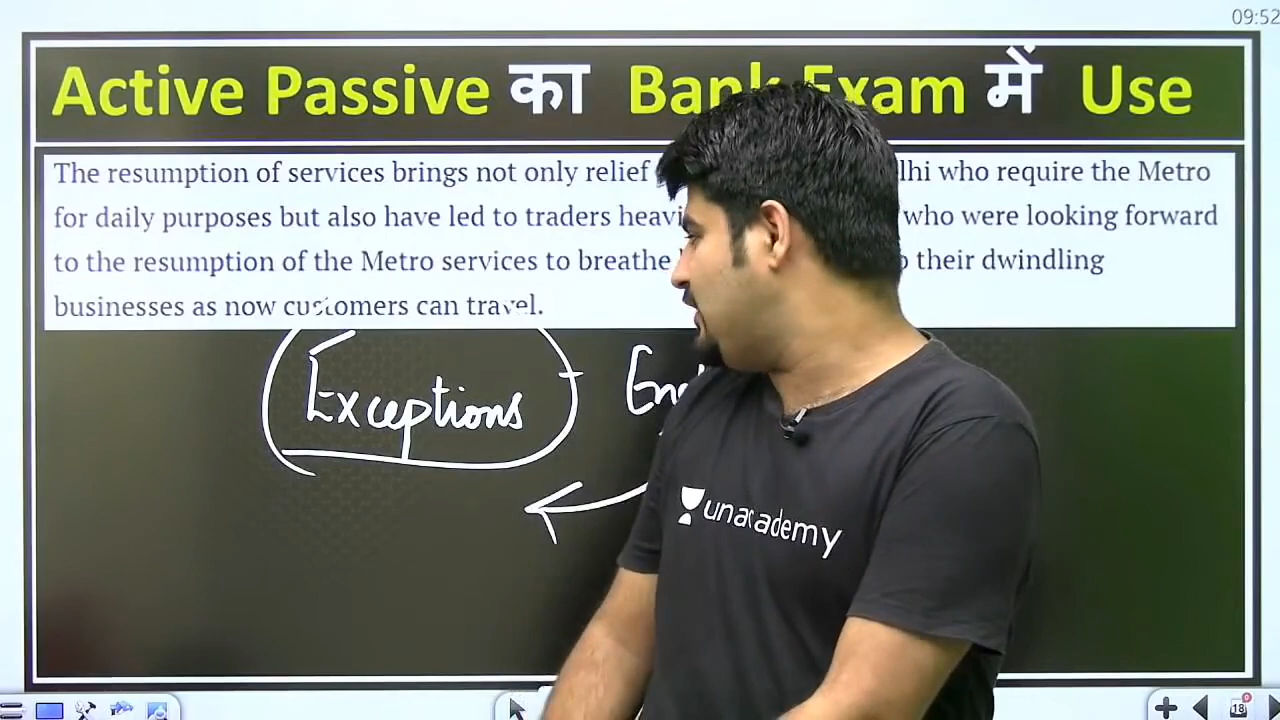 09:52
Active Passive का Bank Exam में Use
The resumption of services brings not only relief who require the Metro
for daily purposes but also have led to traders who were looking forward
to the resumption of the Metro services to breathe their dwindling
businesses as now customers can travel.
Exceptions
unacademy
18